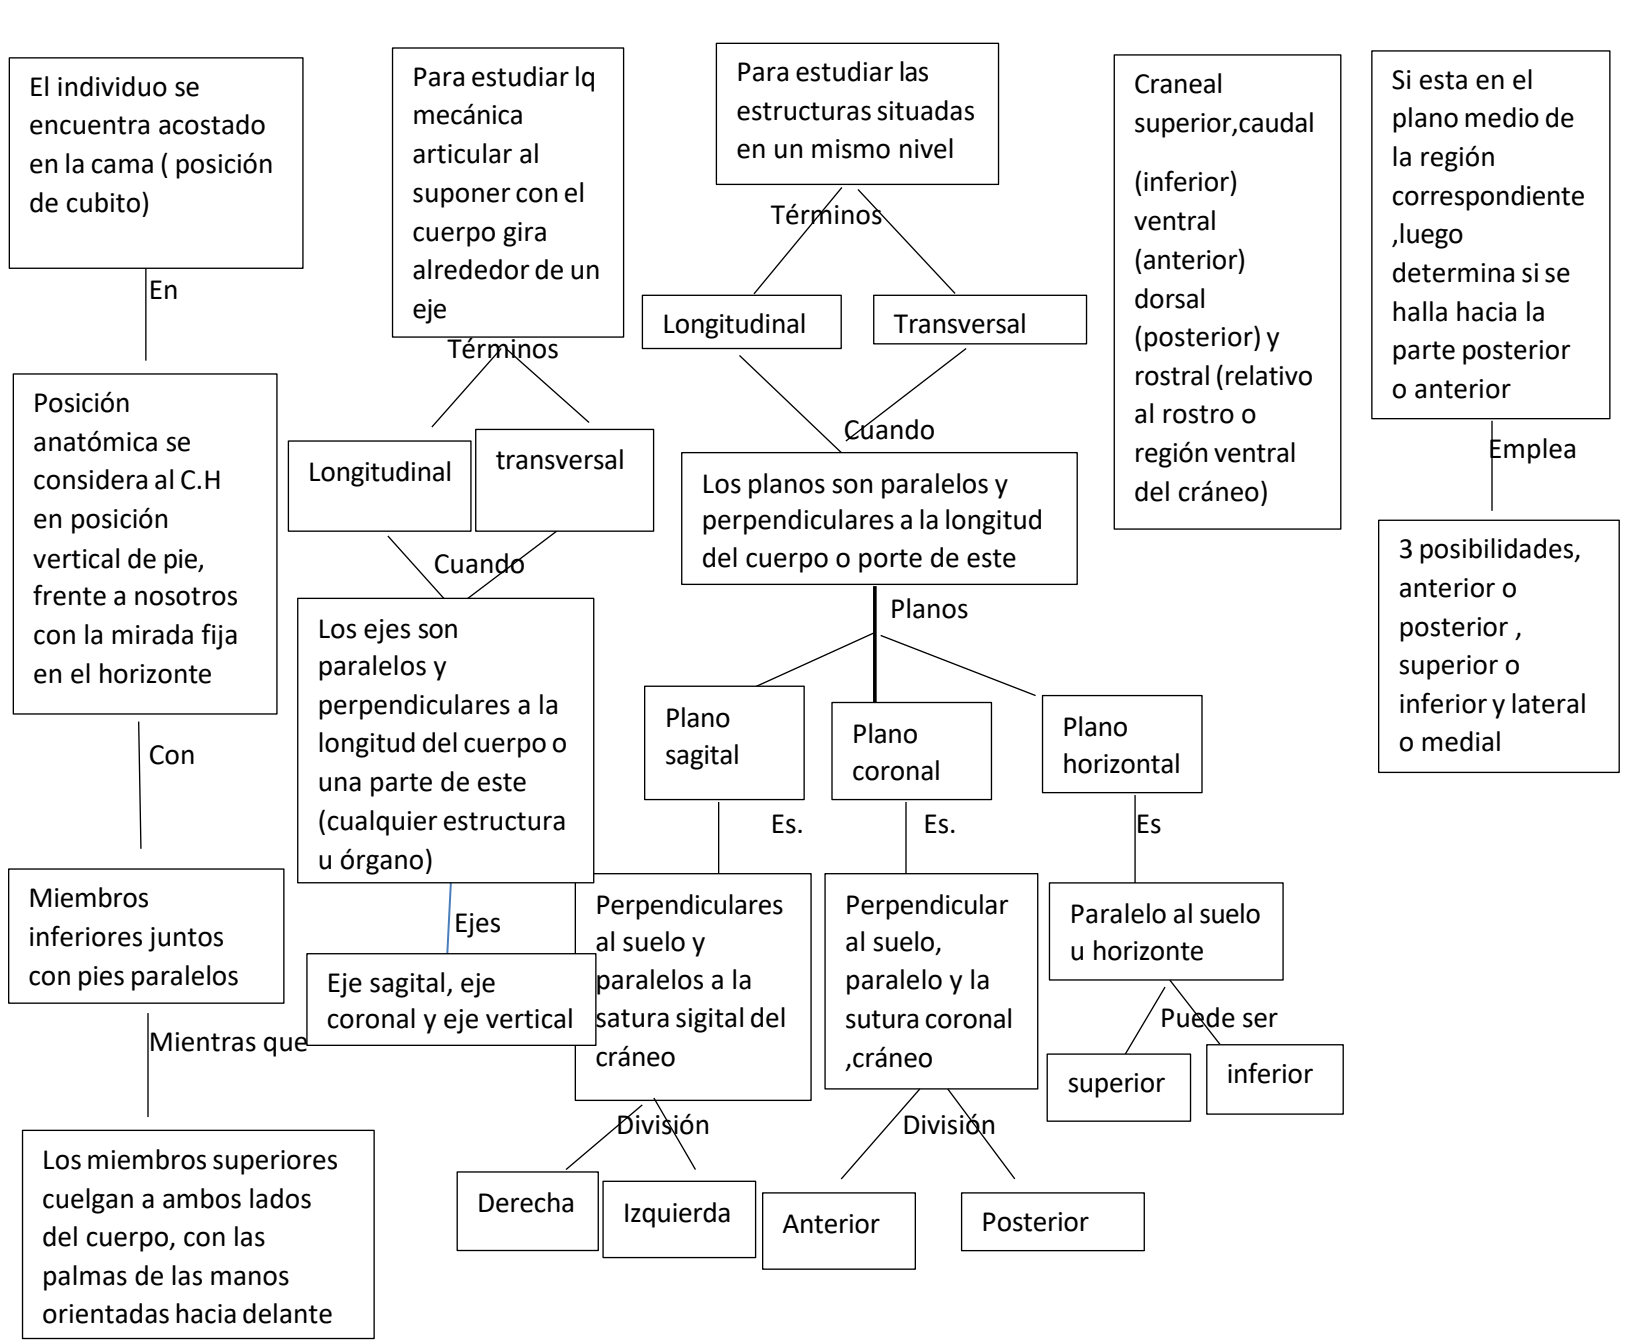 El individuo se
encuentra acostado
en la cama ( posición
de cubito)
En
Posición
anatómica se
considera al C.H
en posición
vertical de pie,
frente a nosotros
con la mirada fija
en el horizonte
Con
Miembros
inferiores juntos
con pies paralelos
Mientras que
Los miembros superiores
cuelgan a ambos lados
del cuerpo, con las
palmas de las manos
orientadas hacia delante
Para estudiar lq
mecánica
articular al
suponer con el
cuerpo gira
alrededor de un
eje
Términos
Longitudinal
transversal
Cuando
Los ejes son
paralelos y
perpendiculares a la
longitud del cuerpo o
una parte de este
(cualquier estructura
u órgano)
Ejes
Eje sagital, eje
coronal y eje vertical
Para estudiar las
estructuras situadas
en un mismo nivel
Términos
Longitudinal
Transversal
Cuando
Los planos son paralelos y
perpendiculares a la longitud
del cuerpo o porte de este
Planos
Plano
sagital
Es.
Perpendiculares
al suelo y
paralelos a la
satura sigital del
cráneo
División
Derecha
Izquierda
Plano
coronal
Es.
Perpendicular
al suelo,
paralelo y la
sutura coronal
,cráneo
División
Anterior
Posterior
Plano
horizontal
Es
Paralelo al suelo
u horizonte
Puede ser
superior
inferior
Craneal
superior,caudal
(inferior)
ventral
(anterior)
dorsal
(posterior) y
rostral (relativo
al rostro o
región ventral
del cráneo)
Si esta en el
plano medio de
la región
correspondiente
,luego
determina si se
halla hacia la
parte posterior
o anterior
Emplea
3 posibilidades,
anterior o
posterior ,
superior o
inferior y lateral
o medial